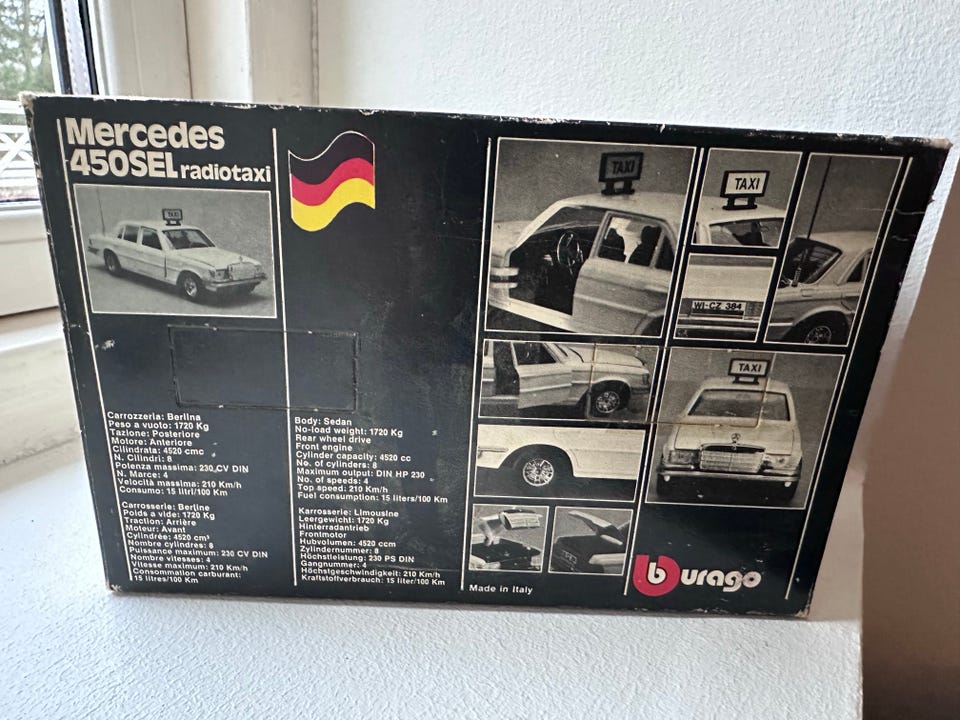 Mercedes
450SEL radiotaxi
TAXI
Carrozzeria: Berlina
Peso a vuoto: 1720 Kg
Tazione: Posteriore
Motore: Anteriore
Cilindrata: 4520 cmc
N. Cilindri: 8
Potenza massima: 230 CV DIN
N. Marce: 4
Velocità massima: 210 Km/h
Consumo: 15 litri/100 Km
Carrosserie: Berline
Poids a vide: 1720 Kg
Traction: Arrière
Moteur: Avant
Cylindrée: 4520 cm³
Nombre cylindres: 8
Puissance maximum: 230 CV DIN
Nombre vitesses: 4
Vitesse maximum: 210 Km/h
Consommation carburant:
15 litres/100 Km
Body: Sedan
No-load weight: 1720 Kg
Rear wheel drive
Front engine
Cylinder capacity: 4520 cc
No. of cylinders: 8
Maximum output: DIN HP 230
No. of speeds: 4
Top speed: 210 Km/h
Fuel consumption: 15 liters/100 Km
Karrosserie: Limousine
Leergewicht: 1720 Kg
Hinterradantrieb
Frontmotor
Hubvolumen: 4520 ccm
Zylindernummer: 8
Höchstleistung: 230 PS DIN
Gangnummer: 4
Höchstgeschwindigkeit: 210 Km/h
Kraftstoffverbrauch: 15 liter/100 Km
TAXI
TAXI
WI-CZ 384
TAXI
Made in Italy
burago